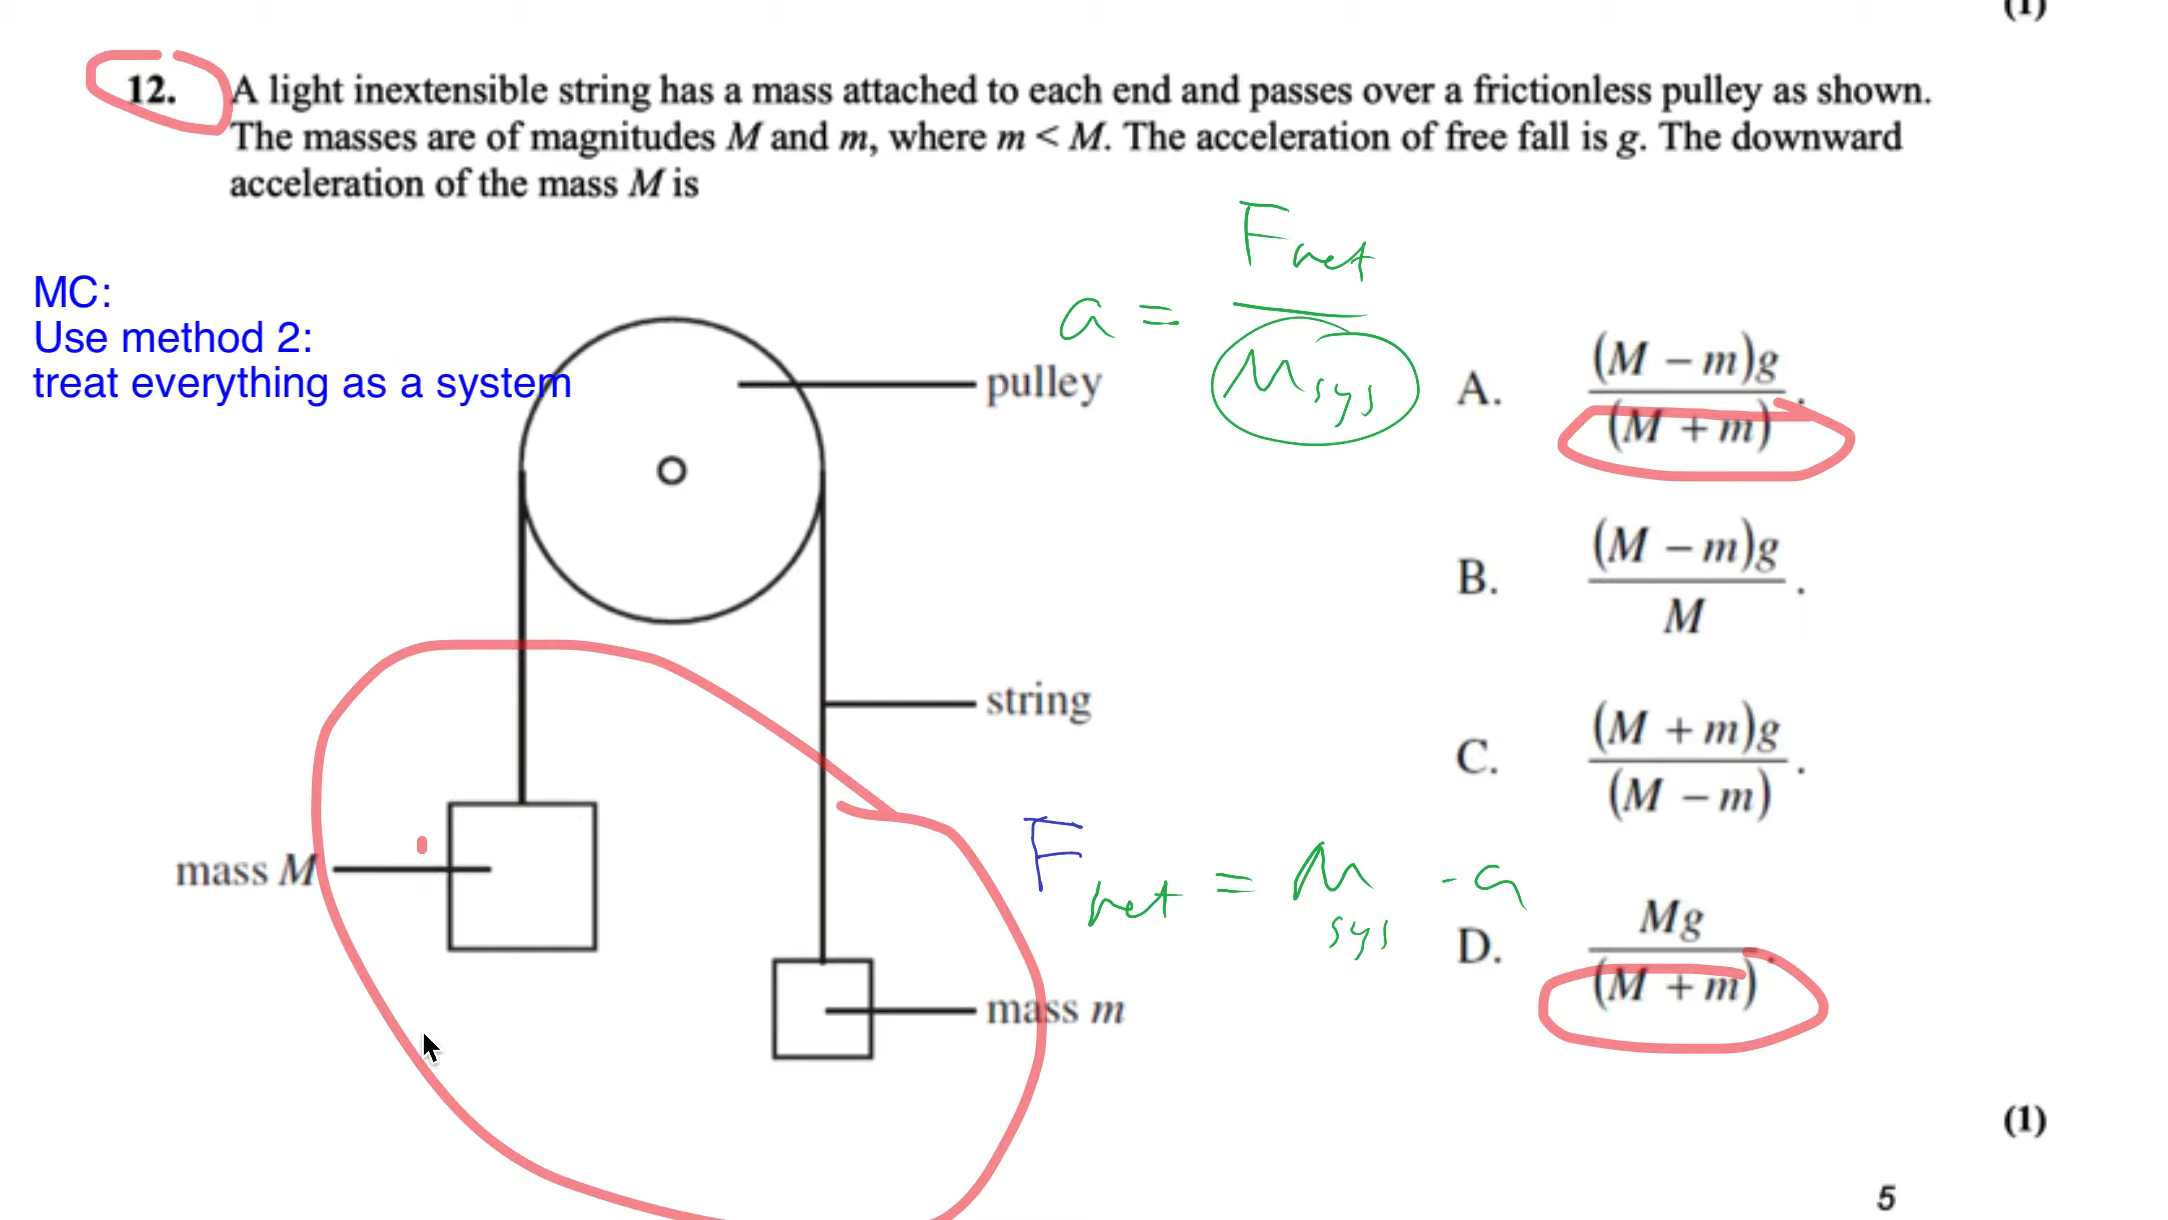 (1)
12. A light inextensible string has a mass attached to each end and passes over a frictionless pulley as shown.
The masses are of magnitudes M and m, where m < M. The acceleration of free fall is g. The downward
acceleration of the mass M is
MC:
Use method 2:
treat everything as a system
a = Fnet / Msys
pulley
A. (M − m)g / (M + m) .
B. (M − m)g / M .
string
C. (M + m)g / (M − m) .
mass M
Fnet = Msys - a
D. Mg / (M + m) .
mass m
(1)
5